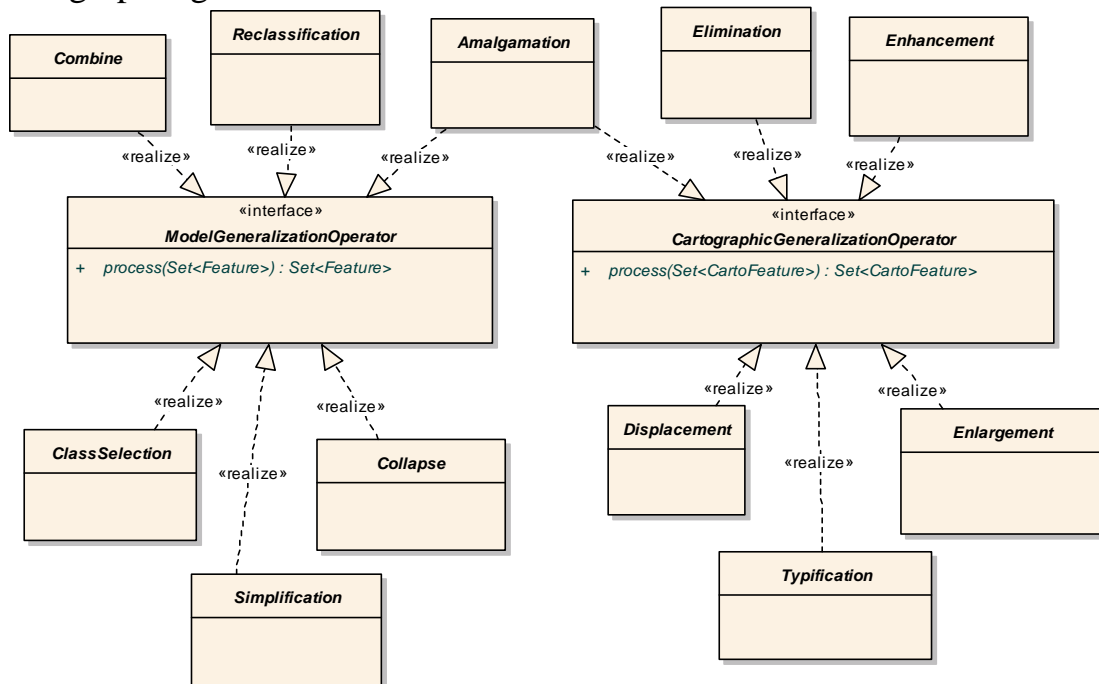 Combine
Reclassification
Amalgamation
Elimination
Enhancement
«realize»
«realize»
«realize»
«realize»
«realize»
«realize»
«interface»
ModelGeneralizationOperator
+ process(Set<Feature>) : Set<Feature>
«interface»
CartographicGeneralizationOperator
+ process(Set<CartoFeature>) : Set<CartoFeature>
«realize»
«realize»
«realize»
«realize»
«realize»
«realize»
ClassSelection
Collapse
Simplification
Displacement
Enlargement
Typification